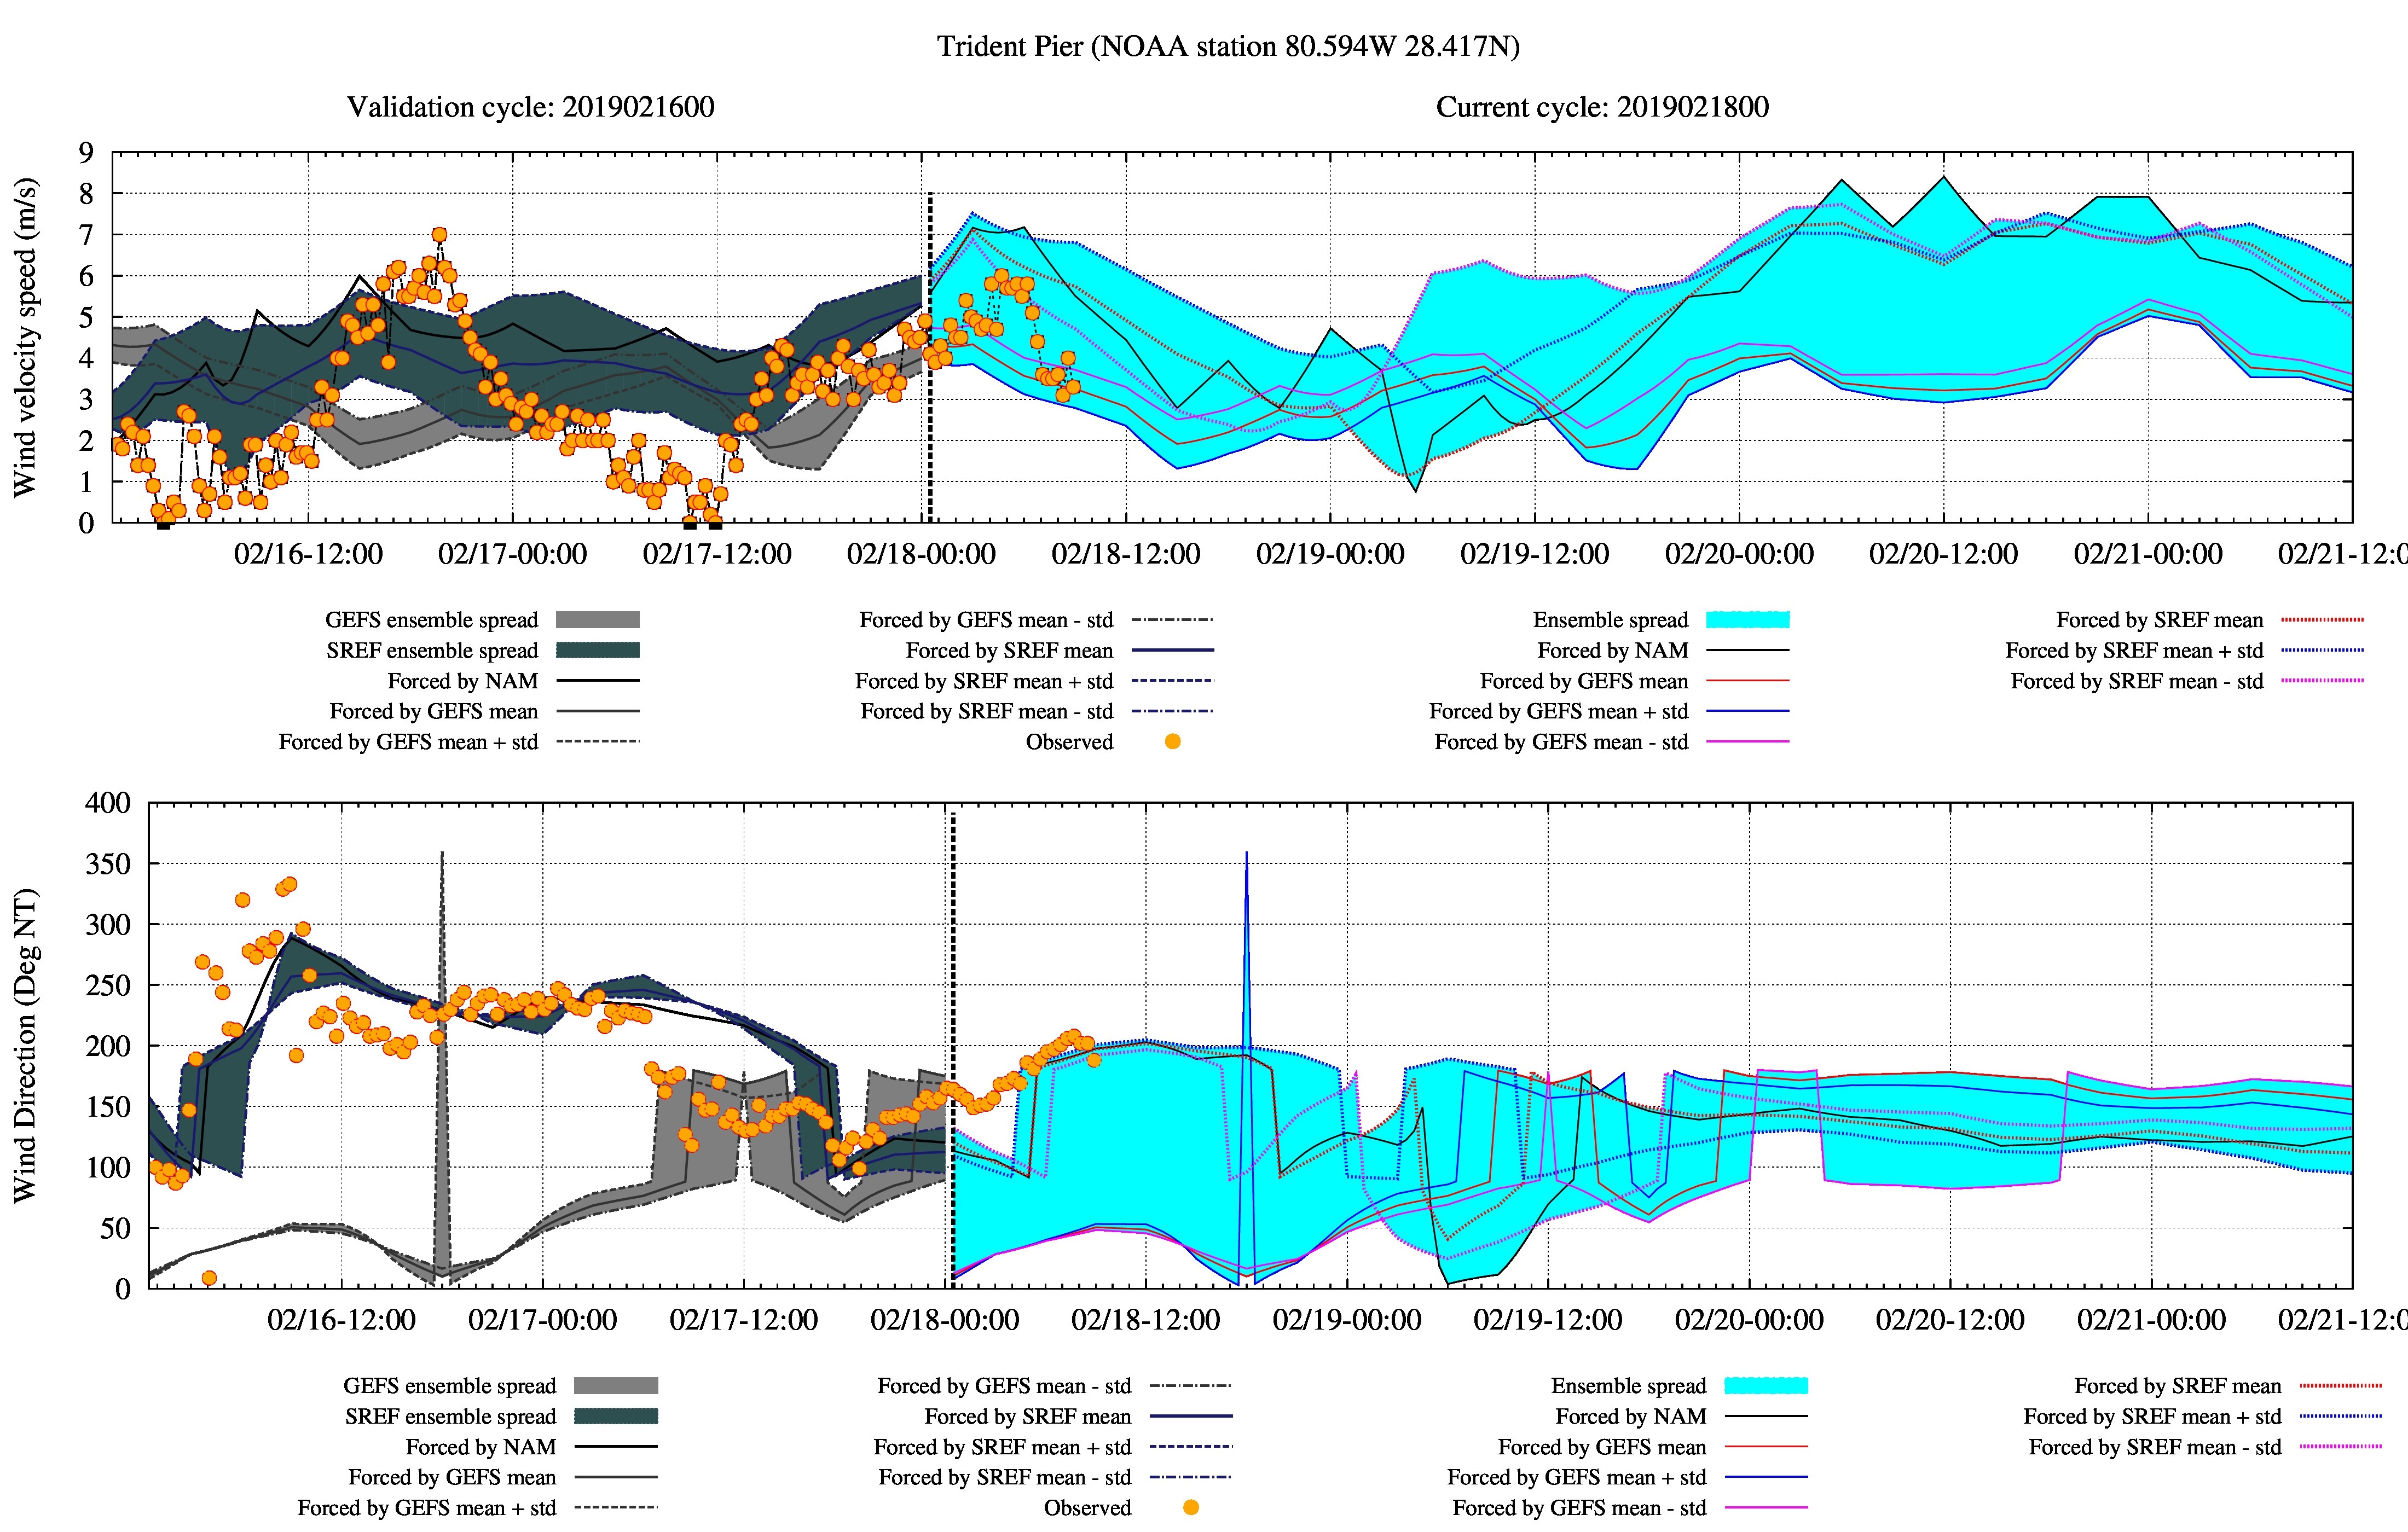 Trident Pier (NOAA station 80.594W 28.417N)
Validation cycle: 2019021600
Current cycle: 2019021800
Wind velocity speed (m/s)
9
8
7
6
5
4
3
2
1
0
02/16-12:00 02/17-00:00 02/17-12:00 02/18-00:00 02/18-12:00 02/19-00:00 02/19-12:00 02/20-00:00 02/20-12:00 02/21-00:00 02/21-12:0
GEFS ensemble spread
SREF ensemble spread
Forced by NAM
Forced by GEFS mean
Forced by GEFS mean + std
Forced by GEFS mean - std
Forced by SREF mean
Forced by SREF mean + std
Forced by SREF mean - std
Observed
Ensemble spread
Forced by NAM
Forced by GEFS mean
Forced by GEFS mean + std
Forced by GEFS mean - std
Forced by SREF mean
Forced by SREF mean + std
Forced by SREF mean - std
Wind Direction (Deg NT)
400
350
300
250
200
150
100
50
0
02/16-12:00 02/17-00:00 02/17-12:00 02/18-00:00 02/18-12:00 02/19-00:00 02/19-12:00 02/20-00:00 02/20-12:00 02/21-00:00 02/21-12:0
GEFS ensemble spread
SREF ensemble spread
Forced by NAM
Forced by GEFS mean
Forced by GEFS mean + std
Forced by GEFS mean - std
Forced by SREF mean
Forced by SREF mean + std
Forced by SREF mean - std
Observed
Ensemble spread
Forced by NAM
Forced by GEFS mean
Forced by GEFS mean + std
Forced by GEFS mean - std
Forced by SREF mean
Forced by SREF mean + std
Forced by SREF mean - std